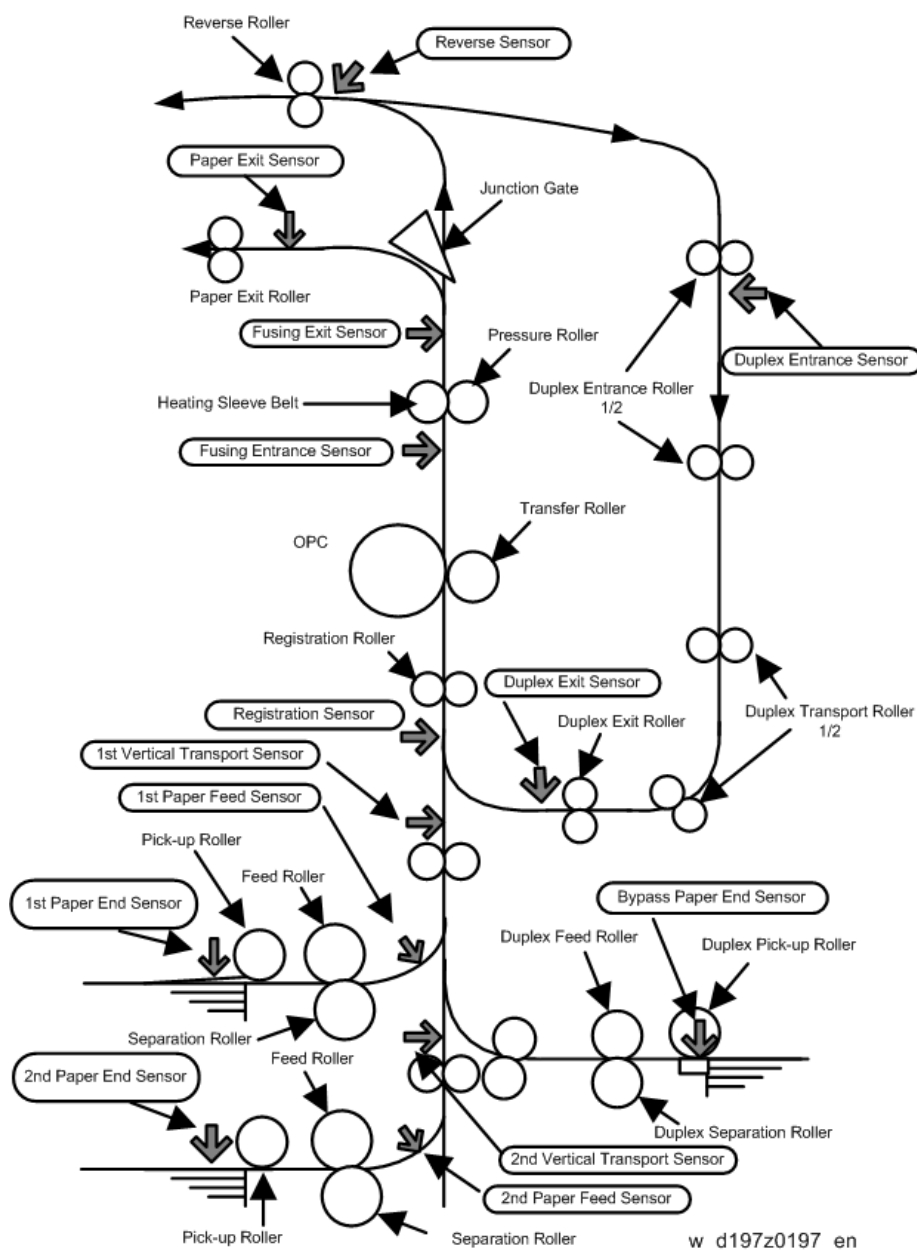 Reverse Roller
Reverse Sensor
Paper Exit Sensor
Junction Gate
Paper Exit Roller
Fusing Exit Sensor
Pressure Roller
Duplex Entrance Sensor
Duplex Entrance Roller
1/2
Heating Sleeve Belt
Fusing Entrance Sensor
Transfer Roller
OPC
Registration Roller
Duplex Exit Sensor
Registration Sensor
Duplex Exit Roller
Duplex Transport Roller
1/2
1st Vertical Transport Sensor
1st Paper Feed Sensor
Pick-up Roller
Feed Roller
1st Paper End Sensor
Bypass Paper End Sensor
Duplex Feed Roller
Duplex Pick-up Roller
Separation Roller
Feed Roller
2nd Paper End Sensor
Duplex Separation Roller
2nd Vertical Transport Sensor
2nd Paper Feed Sensor
Pick-up Roller
Separation Roller
w_d197z0197_en